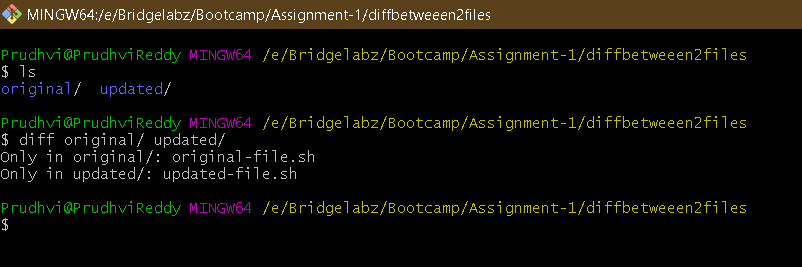 MINGW64:/e/Bridgelabz/Bootcamp/Assignment-1/diffbetweeen2files
Prudhvi@PrudhviReddy MINGW64 /e/Bridgelabz/Bootcamp/Assignment-1/diffbetweeen2files
$ ls
original/  updated/
Prudhvi@PrudhviReddy MINGW64 /e/Bridgelabz/Bootcamp/Assignment-1/diffbetweeen2files
$ diff original/ updated/
Only in original/: original-file.sh
Only in updated/: updated-file.sh
Prudhvi@PrudhviReddy MINGW64 /e/Bridgelabz/Bootcamp/Assignment-1/diffbetweeen2files
$